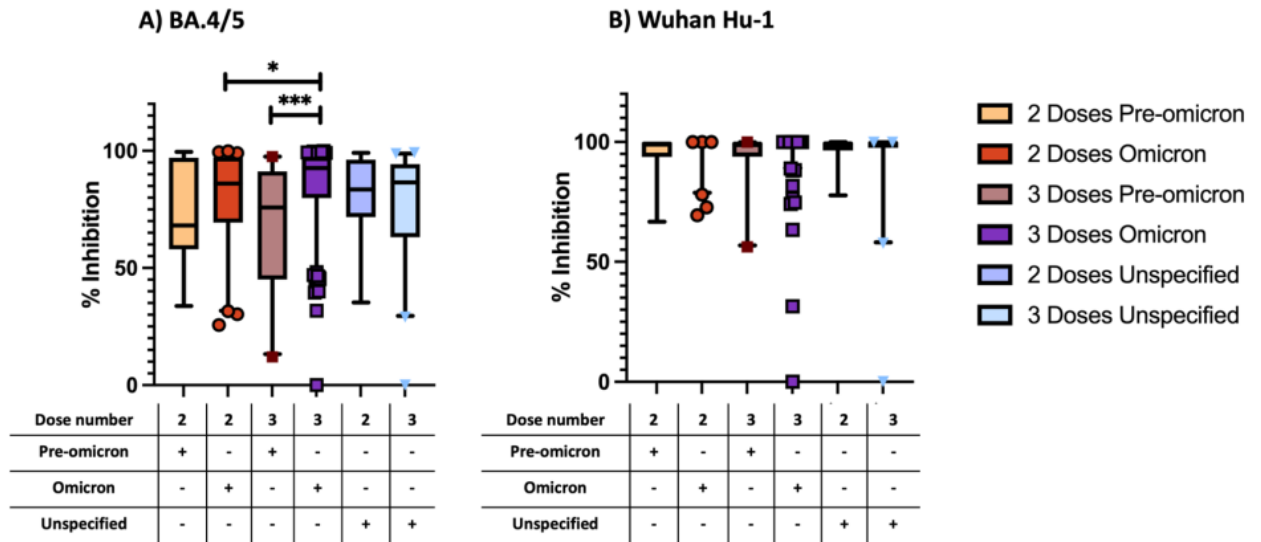 A) BA.4/5
B) Wuhan Hu-1
*
***
% Inhibition
100
50
0
Dose number 2 2 3 3 2 3
Pre-omicron + - + - - -
Omicron - + - + - -
Unspecified - - - - + +
% Inhibition
100
50
0
Dose number 2 2 3 3 2 3
Pre-omicron + - + - - -
Omicron - + - + - -
Unspecified - - - - + +
2 Doses Pre-omicron
2 Doses Omicron
3 Doses Pre-omicron
3 Doses Omicron
2 Doses Unspecified
3 Doses Unspecified